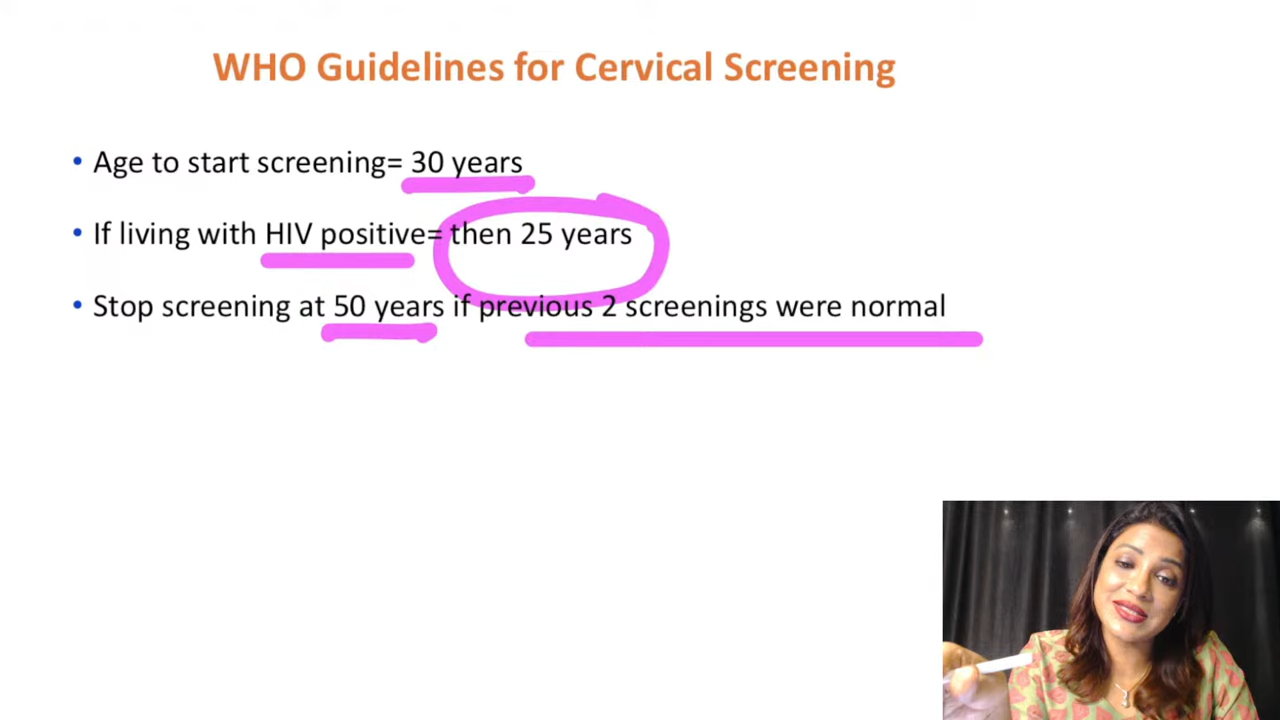 WHO Guidelines for Cervical Screening
• Age to start screening= 30 years
• If living with HIV positive= then 25 years
• Stop screening at 50 years if previous 2 screenings were normal